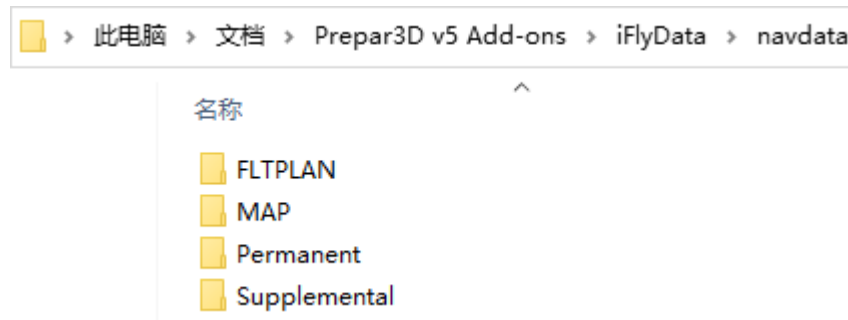 此电脑 > 文档 > Prepar3D v5 Add-ons > iFlyData > navdata
名称
FLTPLAN
MAP
Permanent
Supplemental